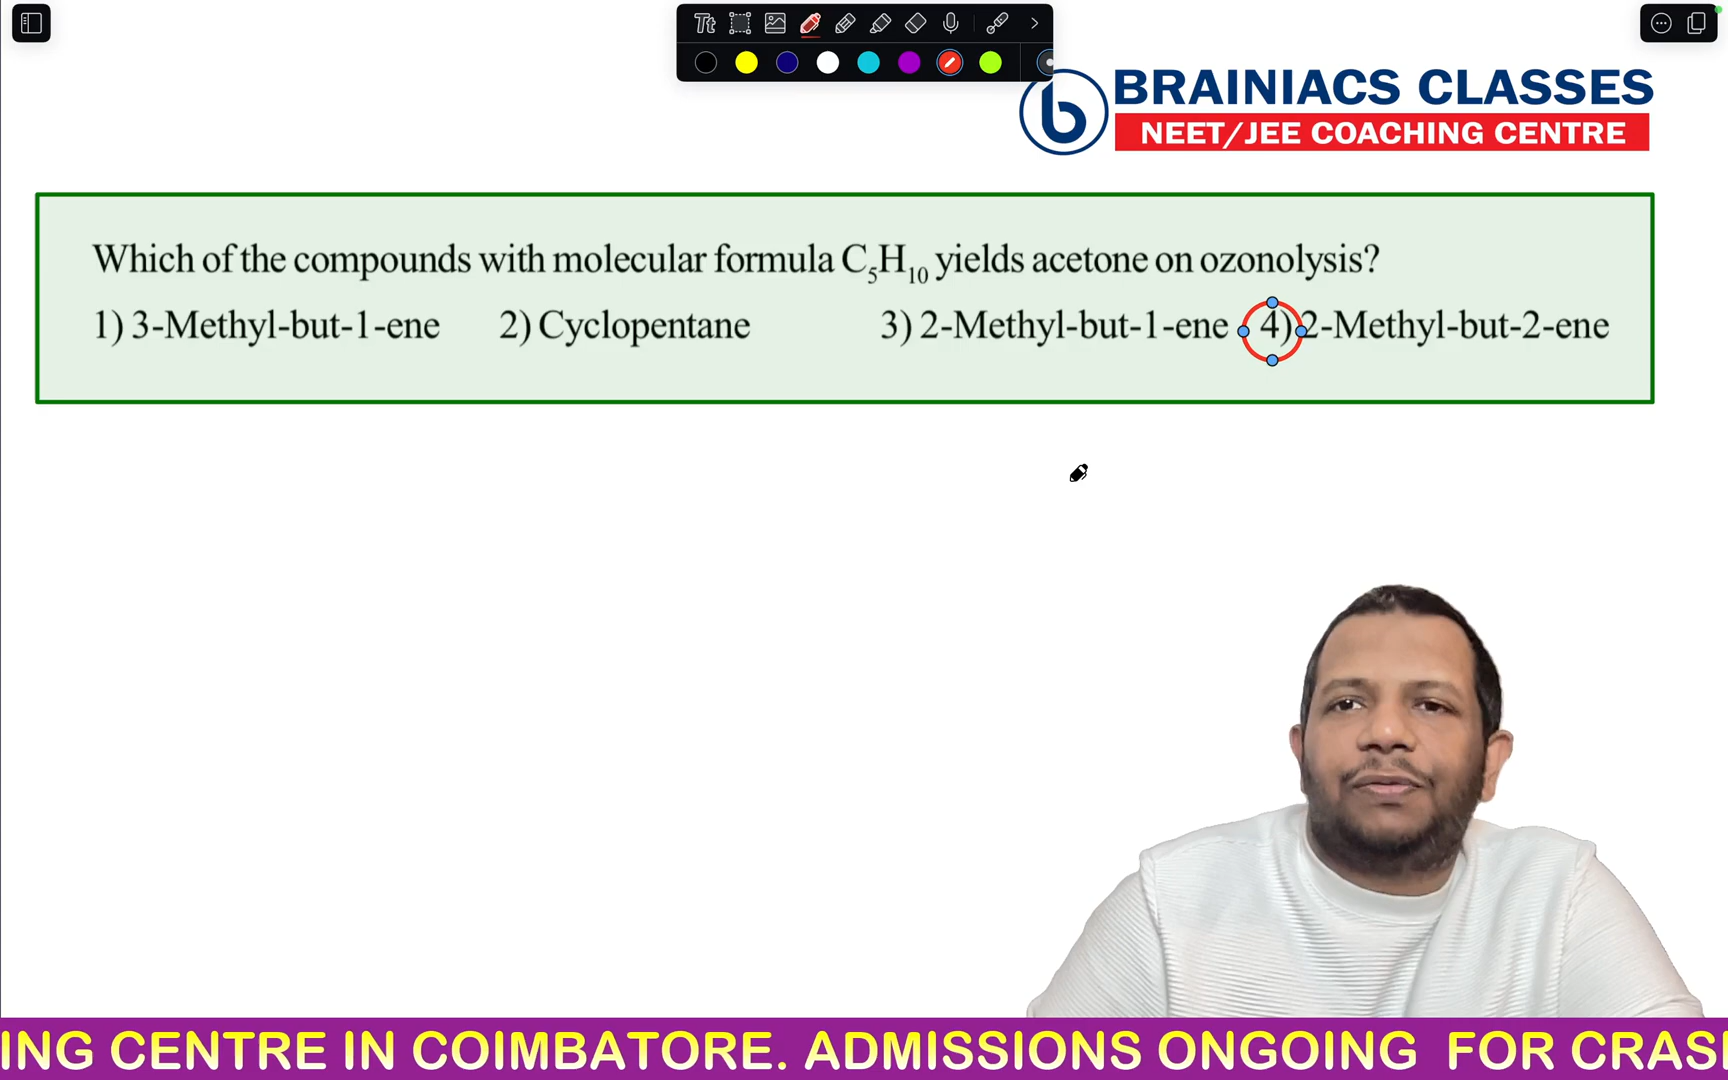 Tt
b BRAINIACS CLASSES
NEET/JEE COACHING CENTRE
Which of the compounds with molecular formula C₅H₁₀ yields acetone on ozonolysis?
1) 3-Methyl-but-1-ene 2) Cyclopentane 3) 2-Methyl-but-1-ene 4) 2-Methyl-but-2-ene
ING CENTRE IN COIMBATORE. ADMISSIONS ONGOING FOR CRAS